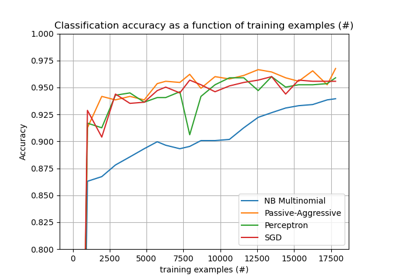 Classification accuracy as a function of training examples (#)
1.000
0.975
0.950
0.925
0.900
0.875
0.850
0.825
0.800
Accuracy
NB Multinomial
Passive-Aggressive
Perceptron
SGD
0 2500 5000 7500 10000 12500 15000 17500
training examples (#)